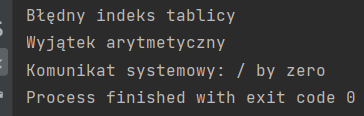 Błędny indeks tablicy
Wyjątek arytmetyczny
Komunikat systemowy: / by zero
Process finished with exit code 0